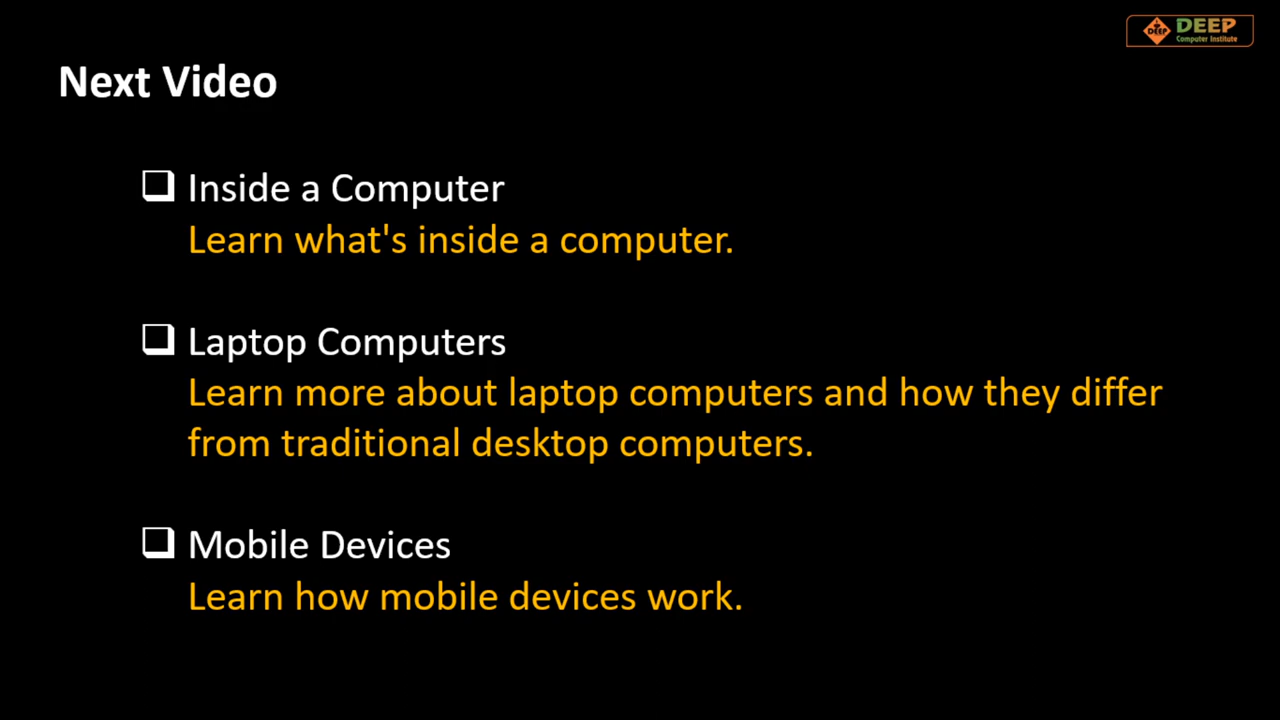 DEEP
DEEP
Computer Institute
Next Video
Inside a Computer
Learn what's inside a computer.
Laptop Computers
Learn more about laptop computers and how they differ
from traditional desktop computers.
Mobile Devices
Learn how mobile devices work.